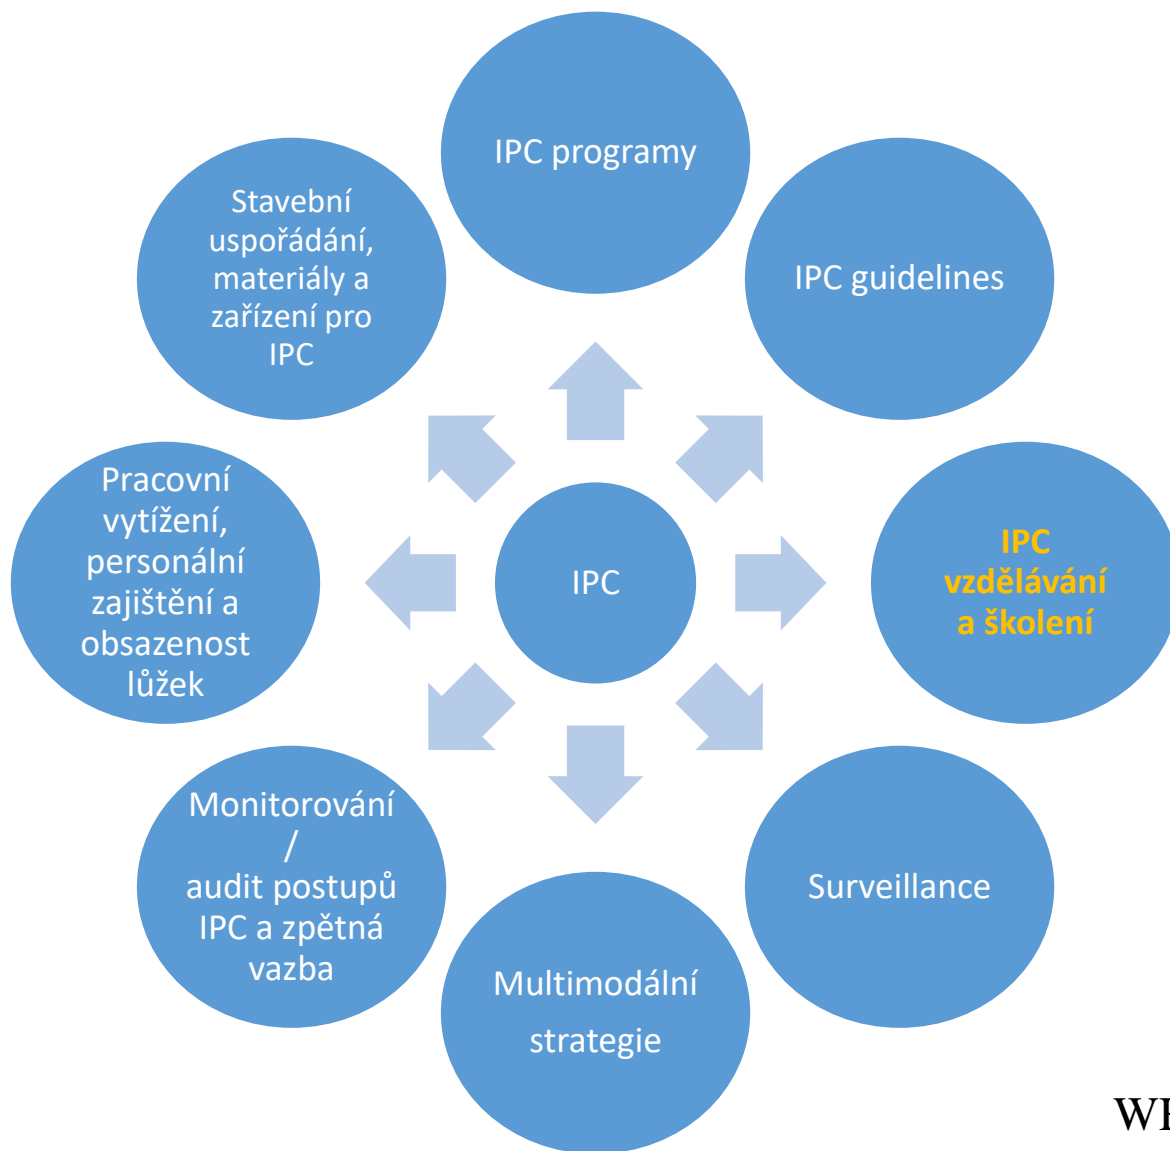 IPC programy
IPC guidelines
IPC
vzdělávání
a školení
Surveillance
Multimodální
strategie
Monitorování
/
audit postupů
IPC a zpětná
vazba
Pracovní
vytížení,
personální
zajištění a
obsazenost
lůžek
Stavební
uspořádání,
materiály a
zařízení pro
IPC
IPC